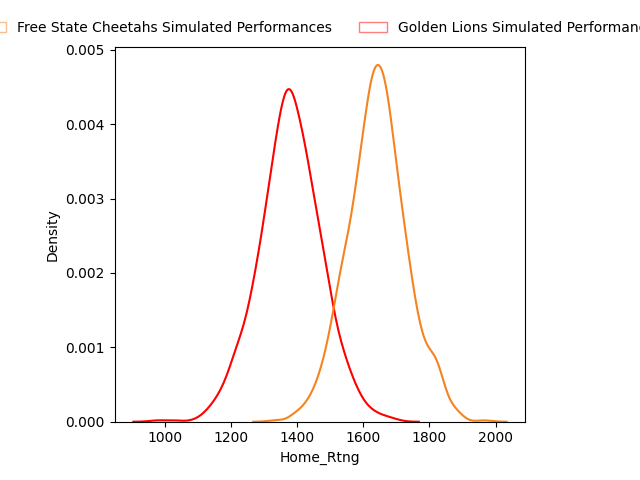 Free State Cheetahs Simulated Performances
Golden Lions Simulated
0.005
0.004
0.003
0.002
0.001
0.000
Density
1000 1200 1400 1600 1800 2000
Home_Rtng